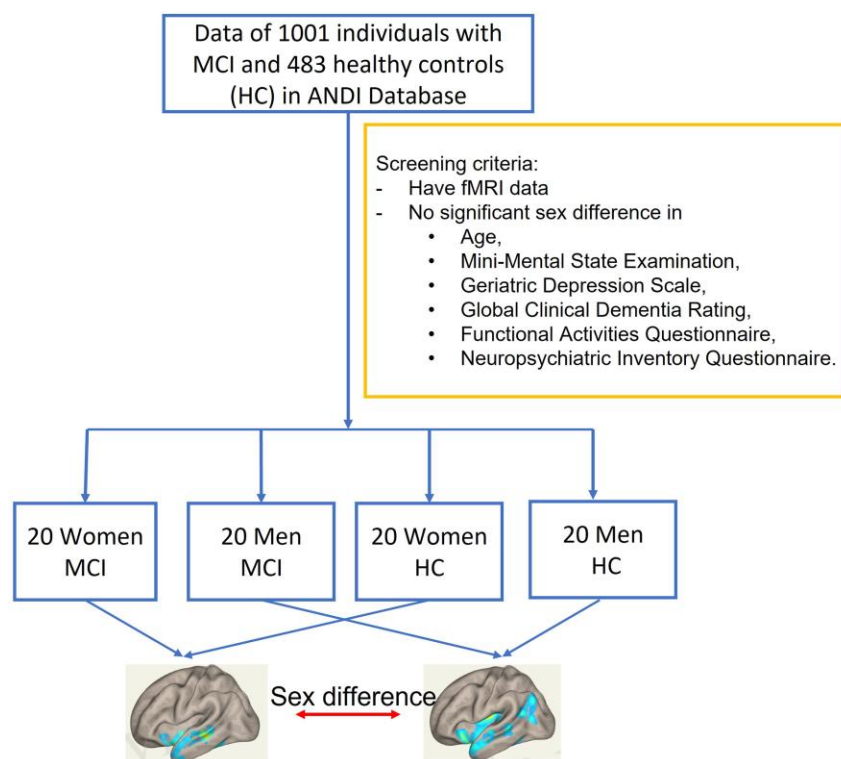 Data of 1001 individuals with
MCI and 483 healthy controls
(HC) in ANDI Database
Screening criteria:
- Have fMRI data
- No significant sex difference in
• Age,
• Mini-Mental State Examination,
• Geriatric Depression Scale,
• Global Clinical Dementia Rating,
• Functional Activities Questionnaire,
• Neuropsychiatric Inventory Questionnaire.
20 Women
MCI
20 Men
MCI
20 Women
HC
20 Men
HC
Sex difference